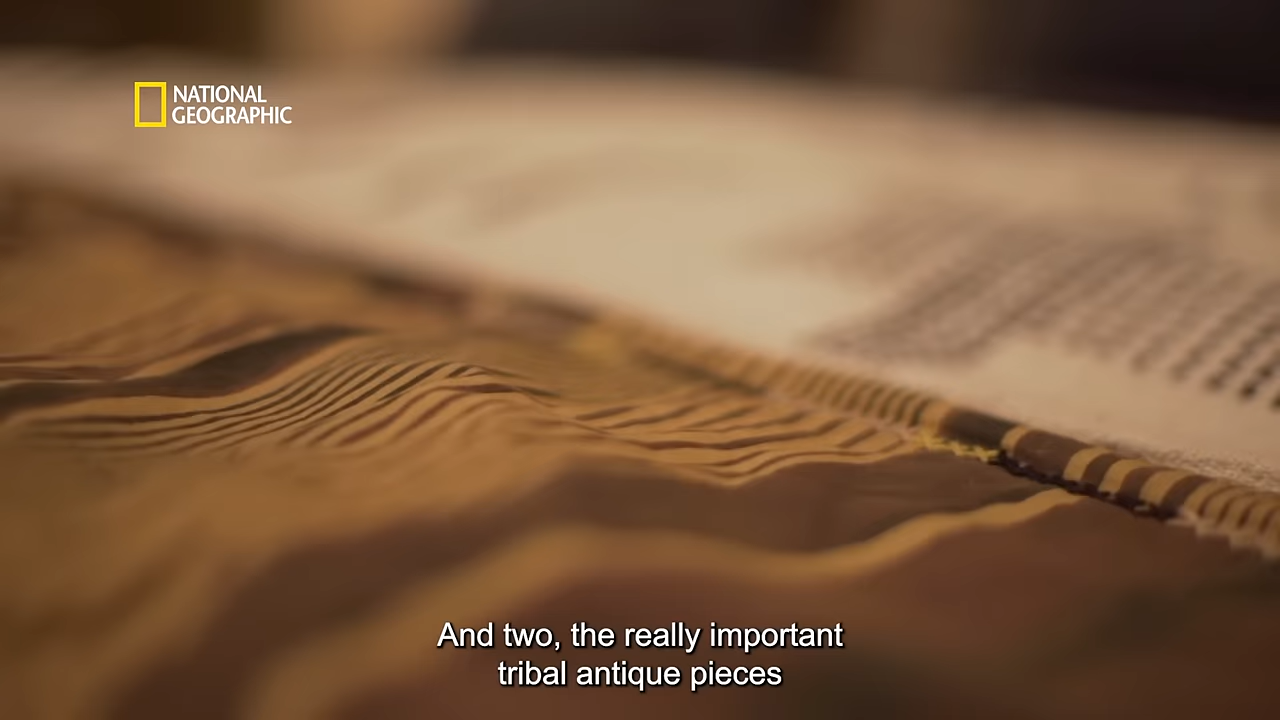 NATIONAL
GEOGRAPHIC
And two, the really important
tribal antique pieces